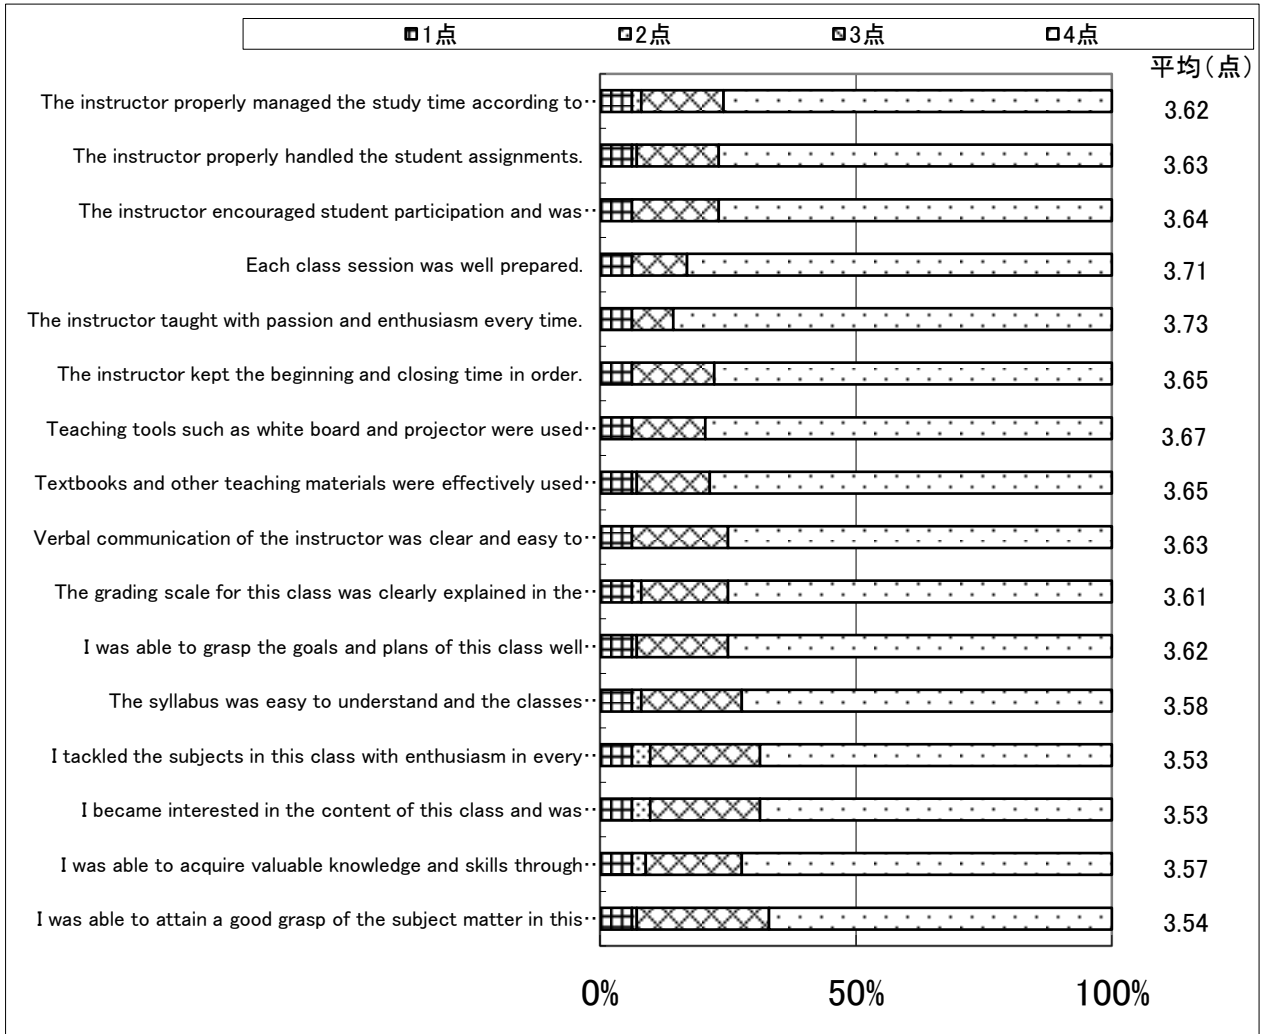 1点 2点 3点 4点
平均(点)
The instructor properly managed the study time according to‥ 3.62
The instructor properly handled the student assignments. 3.63
The instructor encouraged student participation and was‥ 3.64
Each class session was well prepared. 3.71
The instructor taught with passion and enthusiasm every time. 3.73
The instructor kept the beginning and closing time in order. 3.65
Teaching tools such as white board and projector were used‥ 3.67
Textbooks and other teaching materials were effectively used‥ 3.65
Verbal communication of the instructor was clear and easy to‥ 3.63
The grading scale for this class was clearly explained in the‥ 3.61
I was able to grasp the goals and plans of this class well‥ 3.62
The syllabus was easy to understand and the classes‥ 3.58
I tackled the subjects in this class with enthusiasm in every‥ 3.53
I became interested in the content of this class and was‥ 3.53
I was able to acquire valuable knowledge and skills through‥ 3.57
I was able to attain a good grasp of the subject matter in this‥ 3.54
0% 50% 100%